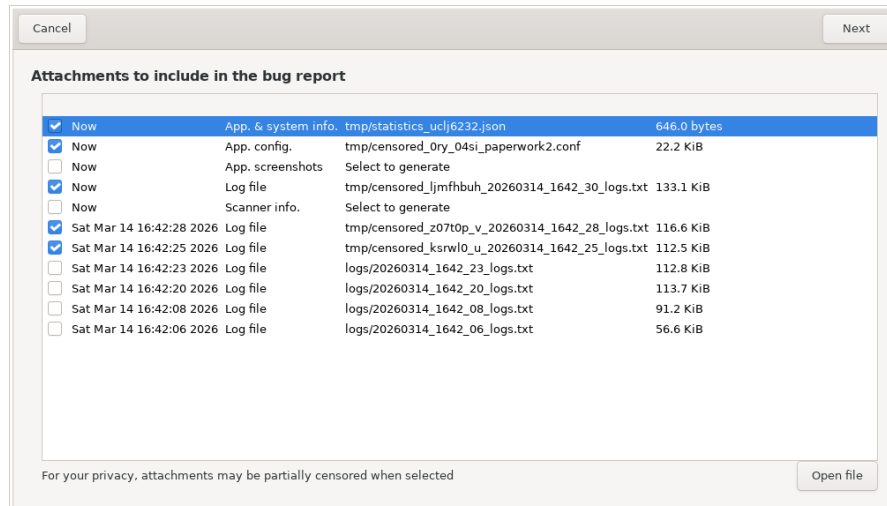 Cancel Next
Attachments to include in the bug report
Now App. & system info. tmp/statistics_uclj6232.json 646.0 bytes
Now App. config. tmp/censored_0ry_04si_paperwork2.conf 22.2 KiB
Now App. screenshots Select to generate
Now Log file tmp/censored_ljmfhbuh_20260314_1642_30_logs.txt 133.1 KiB
Now Scanner info. Select to generate
Sat Mar 14 16:42:28 2026 Log file tmp/censored_z07t0p_v_20260314_1642_28_logs.txt 116.6 KiB
Sat Mar 14 16:42:25 2026 Log file tmp/censored_ksrwl0_u_20260314_1642_25_logs.txt 112.5 KiB
Sat Mar 14 16:42:23 2026 Log file logs/20260314_1642_23_logs.txt 112.8 KiB
Sat Mar 14 16:42:20 2026 Log file logs/20260314_1642_20_logs.txt 113.7 KiB
Sat Mar 14 16:42:08 2026 Log file logs/20260314_1642_08_logs.txt 91.2 KiB
Sat Mar 14 16:42:06 2026 Log file logs/20260314_1642_06_logs.txt 56.6 KiB
For your privacy, attachments may be partially censored when selected Open file